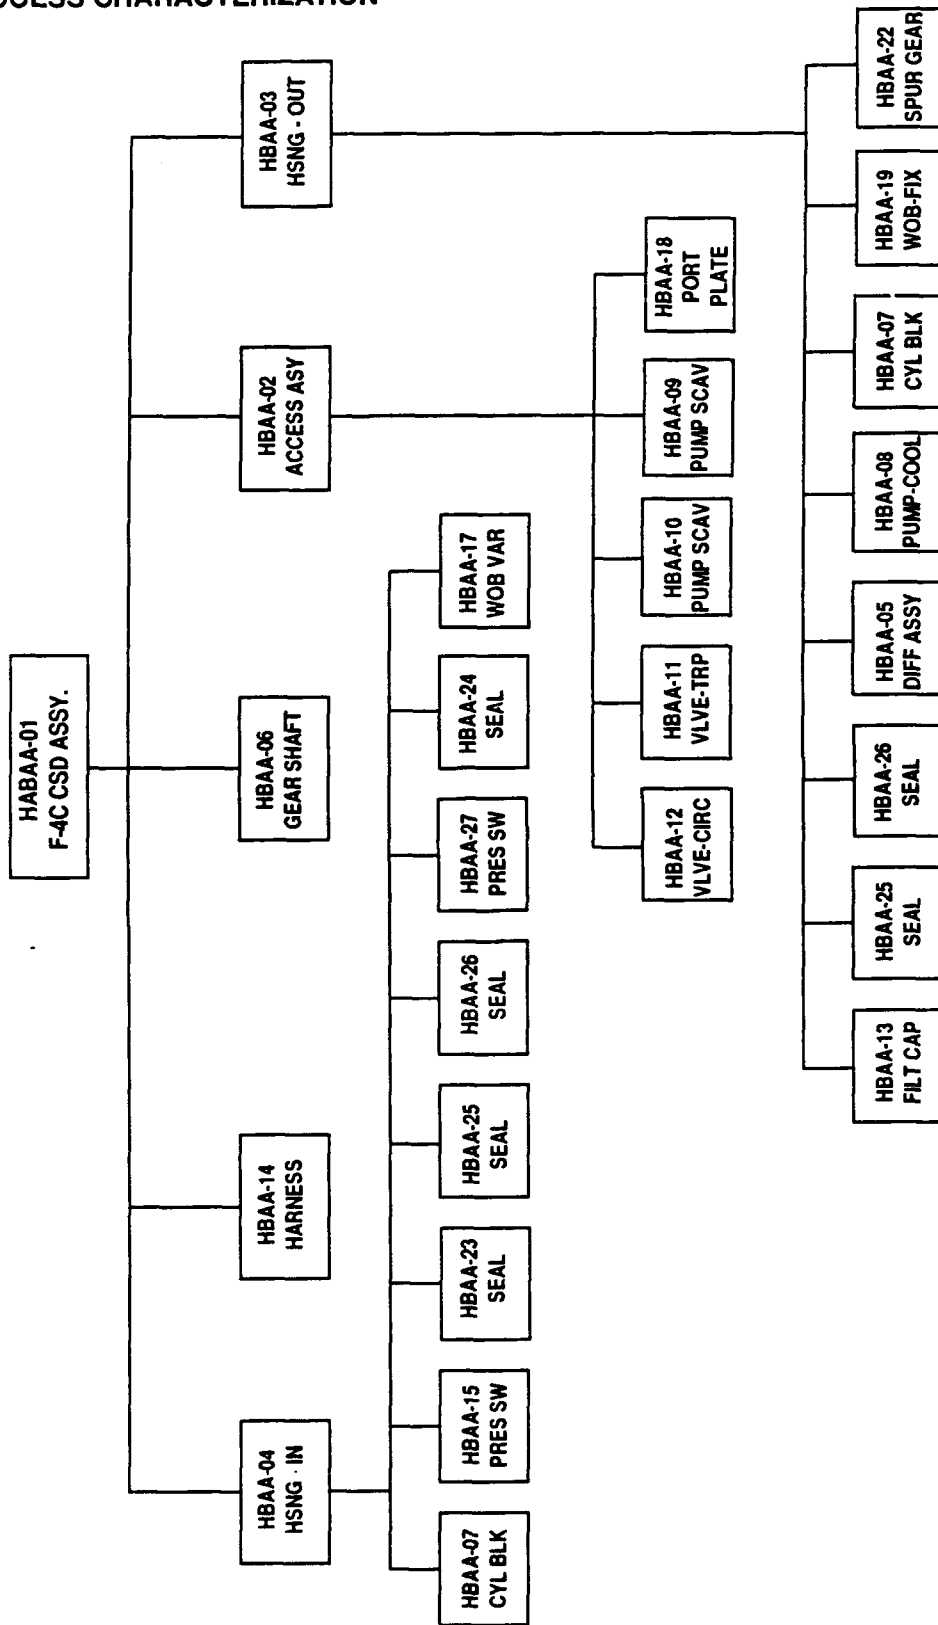 OCESS CHARACTERIZATION
HABAA-01
F-4C CSD ASSY.
HBAA-04
HSNG - IN
HBAA-14
HARNESS
HBAA-06
GEAR SHAFT
HBAA-02
ACCESS ASY
HBAA-03
HSNG - OUT
HBAA-07
CYL BLK
HBAA-15
PRES SW
HBAA-23
SEAL
HBAA-25
SEAL
HBAA-26
SEAL
HBAA-27
PRES SW
HBAA-24
SEAL
HBAA-17
WOB VAR
HBAA-12
VLVE-CIRC
HBAA-11
VLVE-TRP
HBAA-10
PUMP SCAV
HBAA-09
PUMP SCAV
HBAA-18
PORT
PLATE
HBAA-13
FILT CAP
HBAA-25
SEAL
HBAA-26
SEAL
HBAA-05
DIFF ASSY
HBAA-08
PUMP-COOL
HBAA-07
CYL BLK
HBAA-19
WOB-FIX
HBAA-22
SPUR GEAR